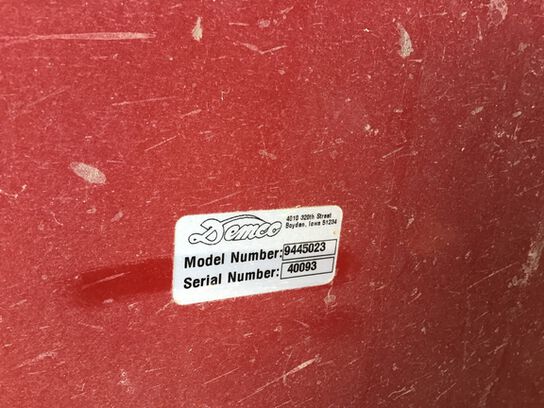 Demco
4010 320th Street
Boyden, Iowa 51234
Model Number: 9445023
Serial Number: 40093